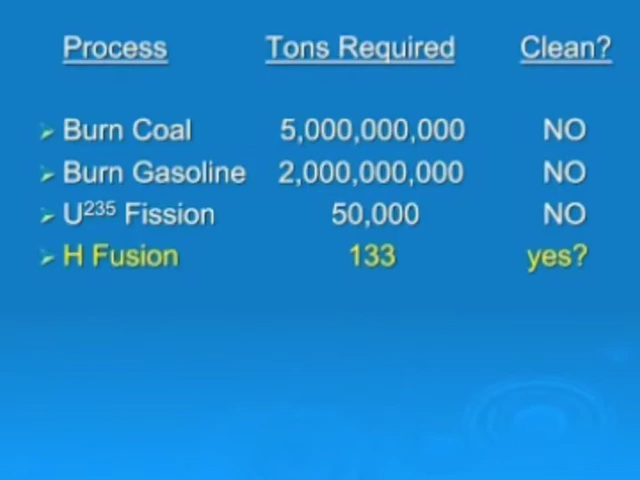 Process Tons Required Clean?
Burn Coal 5,000,000,000 NO
Burn Gasoline 2,000,000,000 NO
U²³⁵ Fission 50,000 NO
H Fusion 133 yes?